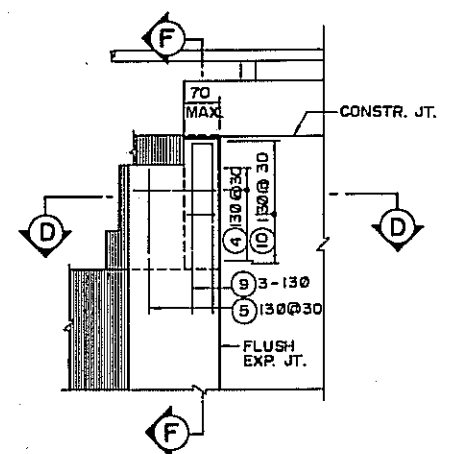 F
70
MAX.
CONSTR. JT.
130@30
130@30
4
10
D
D
9 3-130
5 130@30
FLUSH
EXP. JT.
F